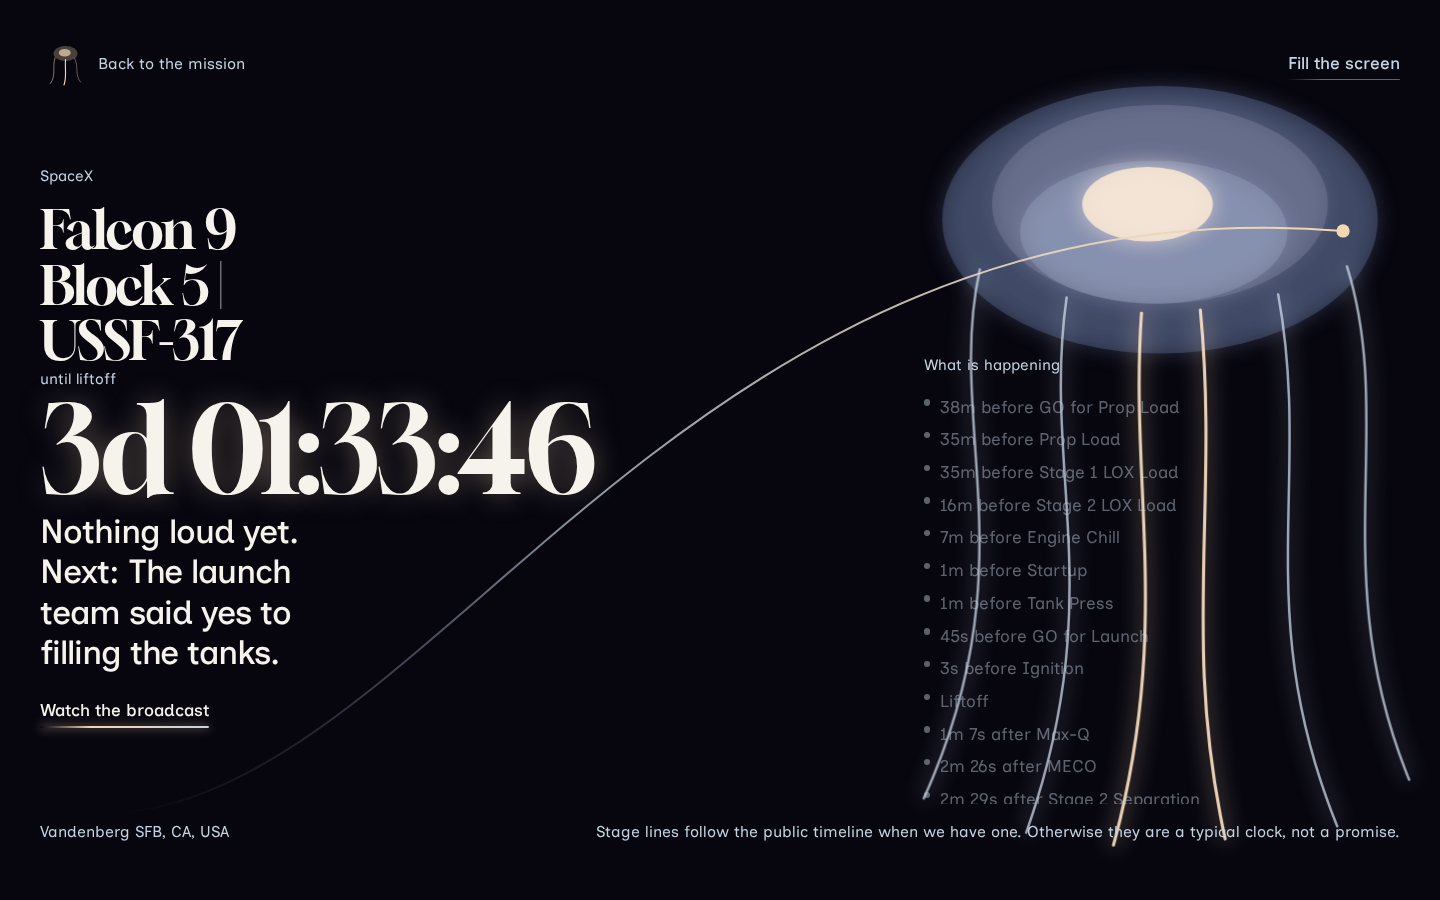 Back to the mission
Fill the screen
SpaceX
Falcon 9
Block 5 |
USSF-317
until liftoff
3d 01:33:46
Nothing loud yet.
Next: The launch
team said yes to
filling the tanks.
Watch the broadcast
What is happening
38m before GO for Prop Load
35m before Prop Load
35m before Stage 1 LOX Load
16m before Stage 2 LOX Load
7m before Engine Chill
1m before Startup
1m before Tank Press
45s before GO for Launch
3s before Ignition
Liftoff
1m 7s after Max-Q
2m 26s after MECO
2m 29s after Stage 2 Separation
Vandenberg SFB, CA, USA
Stage lines follow the public timeline when we have one. Otherwise they are a typical clock, not a promise.